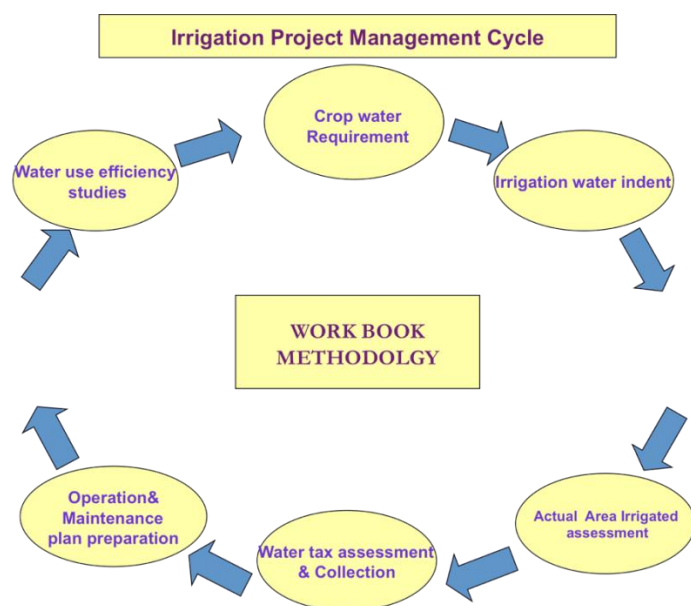 Irrigation Project Management Cycle
Crop water
Requirement
Water use efficiency
studies
Irrigation water indent
WORK BOOK
METHODOLGY
Operation&
Maintenance
plan preparation
Water tax assessment
& Collection
Actual Area Irrigated
assessment